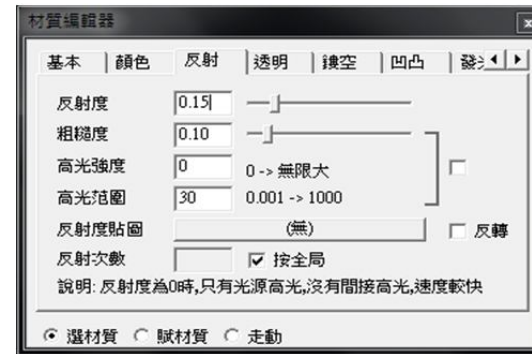 材質編輯器
基本 顏色 反射 透明 鏤空 凹凸
反射度 0.15
粗糙度 0.10
高光強度 0 0 -> 無限大
高光范圍 30 0.001 -> 1000
反射度貼圖 (無) 反轉
反射次數 按全局
說明: 反射度為0時,只有光源高光,沒有間接高光,速度較快
選材質 賦材質 走動